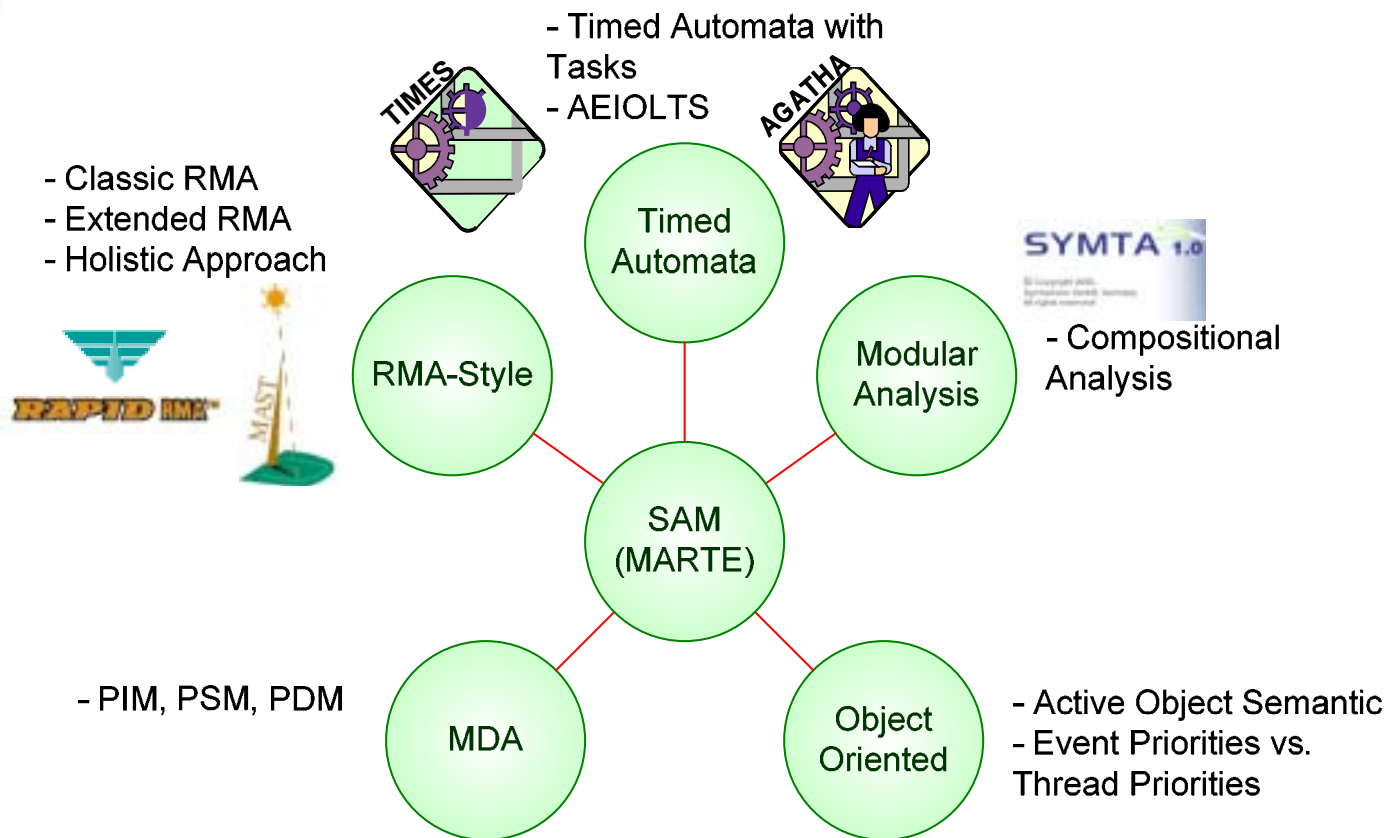 - Timed Automata with
Tasks
- AEIOLTS
TIMES
AGATHA
- Classic RMA
- Extended RMA
- Holistic Approach
Timed
Automata
SYMTA 1.0
- Compositional
Analysis
RMA-Style
Modular
Analysis
RAPID RMA™
MAST
SAM
(MARTE)
- PIM, PSM, PDM
MDA
Object
Oriented
- Active Object Semantic
- Event Priorities vs.
Thread Priorities